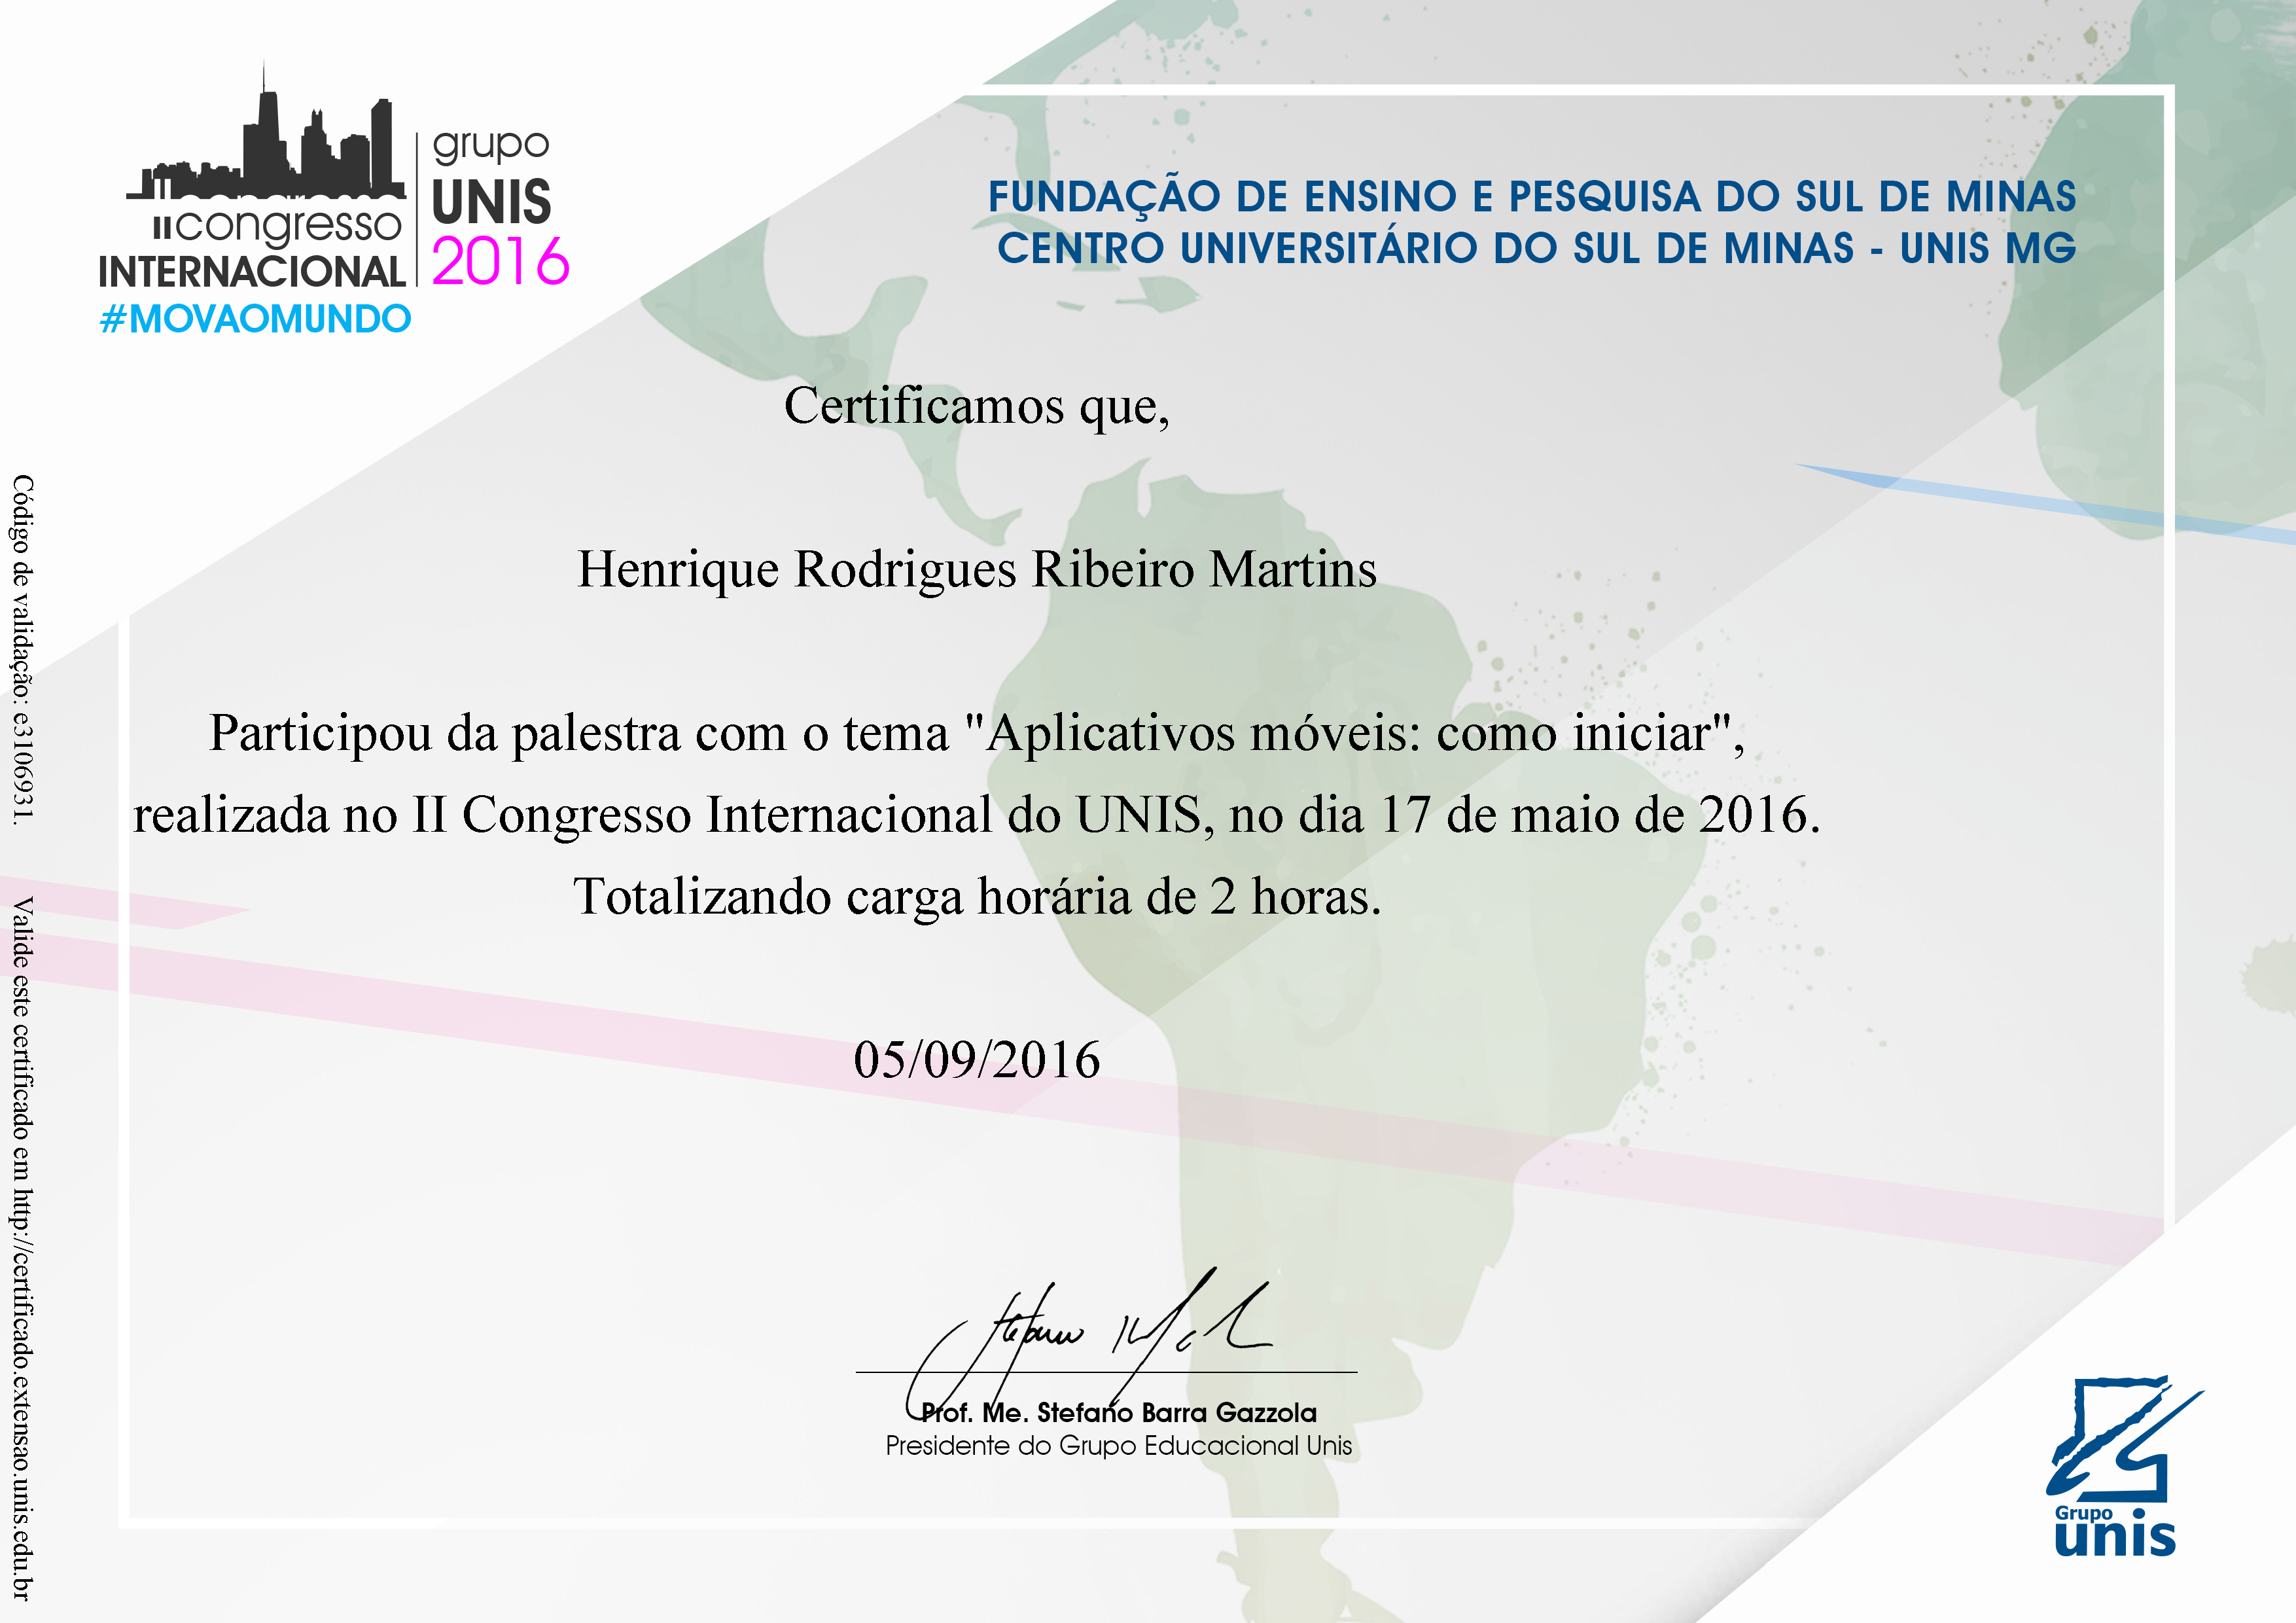 IIcongresso
INTERNACIONAL
#MOVAOMUNDO
grupo
UNIS
2016
FUNDAÇÃO DE ENSINO E PESQUISA DO SUL DE MINAS
CENTRO UNIVERSITÁRIO DO SUL DE MINAS - UNIS MG
Certificamos que,
Henrique Rodrigues Ribeiro Martins
Participou da palestra com o tema "Aplicativos móveis: como iniciar",
realizada no II Congresso Internacional do UNIS, no dia 17 de maio de 2016.
Totalizando carga horária de 2 horas.
05/09/2016
Prof. Me. Stefano Barra Gazzola
Presidente do Grupo Educacional Unis
Grupo
unis
Código de validação: e3106931. Valide este certificado em http://certificado.extensao.unis.edu.br